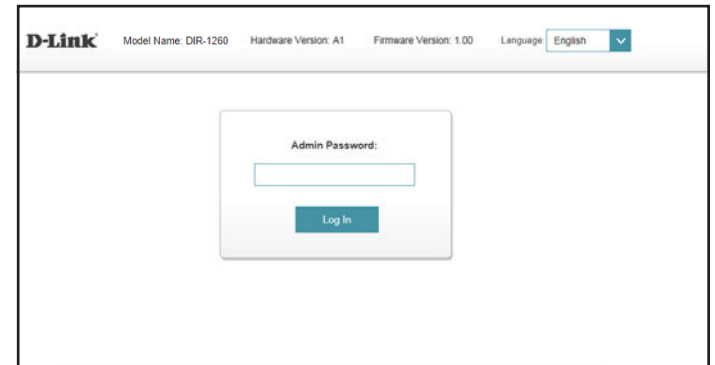 D-Link Model Name: DIR-1260 Hardware Version: A1 Firmware Version: 1.00 Language: English
Admin Password:
Log In